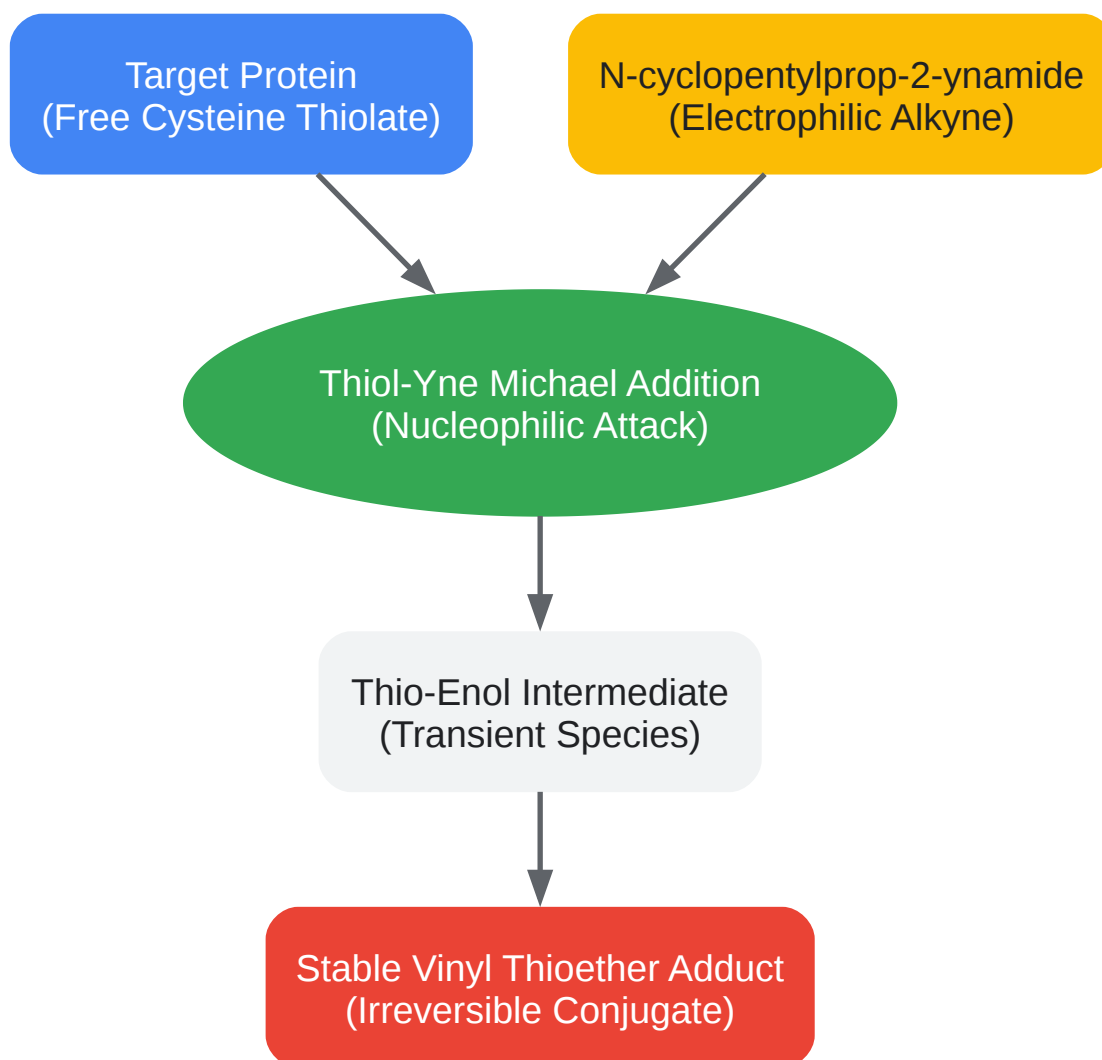 Target Protein
(Free Cysteine Thiolate)
N-cyclopentylprop-2-ynamide
(Electrophilic Alkyne)
Thiol-Yne Michael Addition
(Nucleophilic Attack)
Thio-Enol Intermediate
(Transient Species)
Stable Vinyl Thioether Adduct
(Irreversible Conjugate)